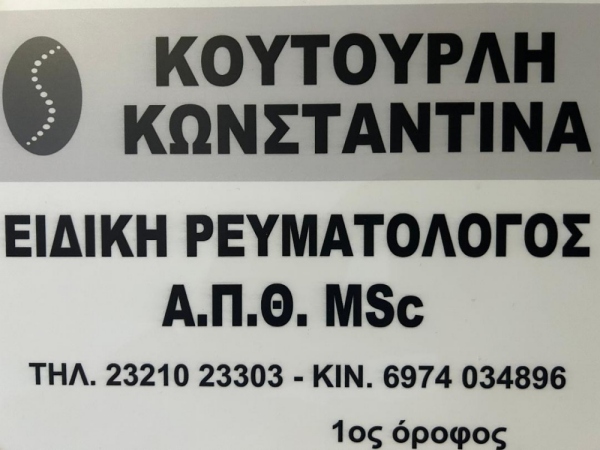 ΚΟΥΤΟΥΡΛΗ
ΚΩΝΣΤΑΝΤΙΝΑ
ΕΙΔΙΚΗ ΡΕΥΜΑΤΟΛΟΓΟΣ
Α.Π.Θ. MSc
ΤΗΛ. 23210 23303 - ΚΙΝ. 6974 034896
1ος όροφος